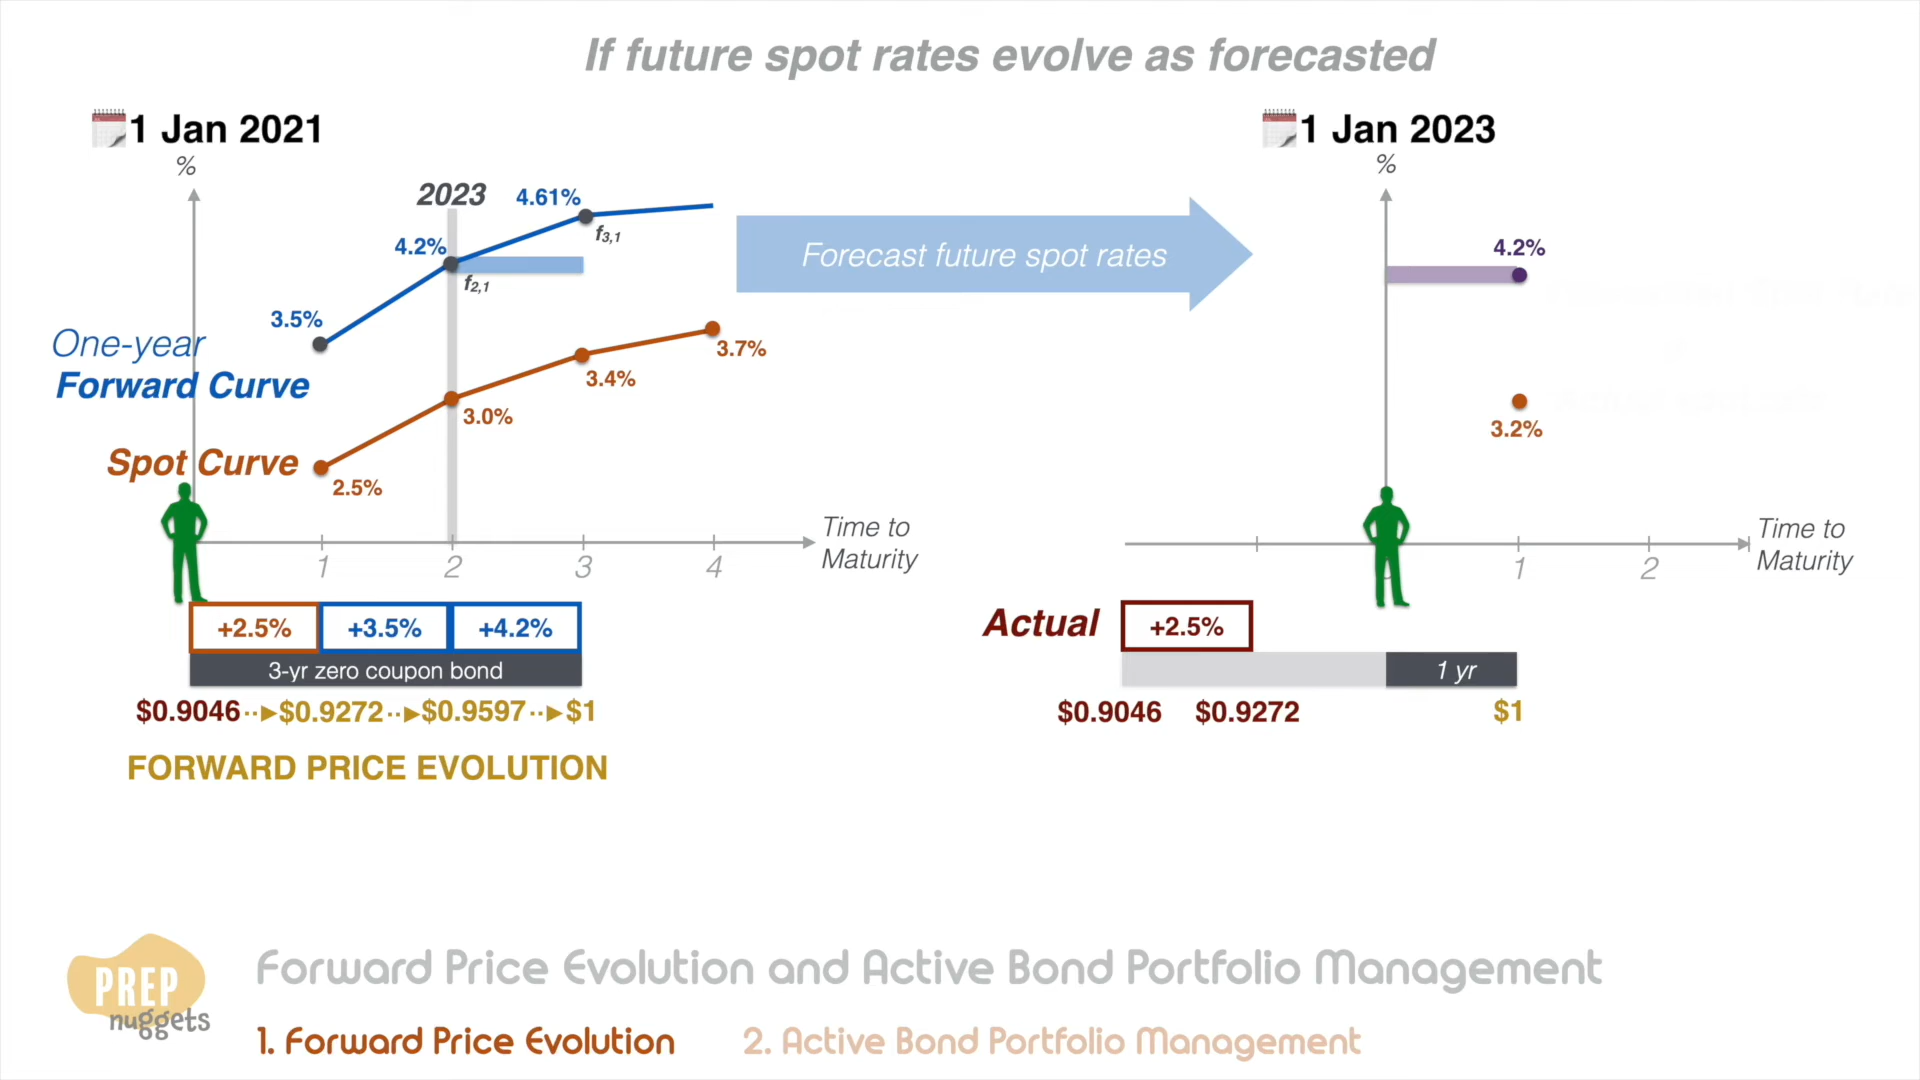 If future spot rates evolve as forecasted
1 Jan 2021
1 Jan 2023
%
%
2023
4.61%
f3,1
4.2%
f2,1
3.5%
Forecast future spot rates
4.2%
One-year
Forward Curve
3.7%
3.4%
3.0%
3.2%
Spot Curve
2.5%
Time to
Maturity
Time to
Maturity
1 2 3 4
1 2
+2.5% +3.5% +4.2%
Actual +2.5%
3-yr zero coupon bond
1 yr
$0.9046 $0.9272 $0.9597 $1
$0.9046 $0.9272 $1
FORWARD PRICE EVOLUTION
PREP
nuggets
Forward Price Evolution and Active Bond Portfolio Management
1. Forward Price Evolution 2. Active Bond Portfolio Management